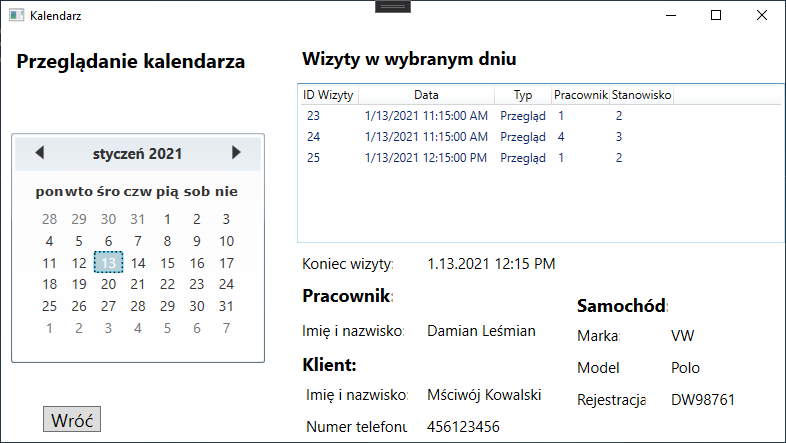 Kalendarz
Przeglądanie kalendarza
styczeń 2021
pon wto śro czw pią sob nie
28 29 30 31 1 2 3
4 5 6 7 8 9 10
11 12 13 14 15 16 17
18 19 20 21 22 23 24
25 26 27 28 29 30 31
1 2 3 4 5 6 7
Wróć
Wizyty w wybranym dniu
ID Wizyty Data Typ Pracownik Stanowisko
23 1/13/2021 11:15:00 AM Przegląd 1 2
24 1/13/2021 11:15:00 AM Przegląd 4 3
25 1/13/2021 12:15:00 PM Przegląd 1 2
Koniec wizyty: 1.13.2021 12:15 PM
Pracownik:
Imię i nazwisko: Damian Leśmian
Klient:
Imię i nazwisko: Mściwój Kowalski
Numer telefonu 456123456
Samochód:
Marka: VW
Model Polo
Rejestracja DW98761